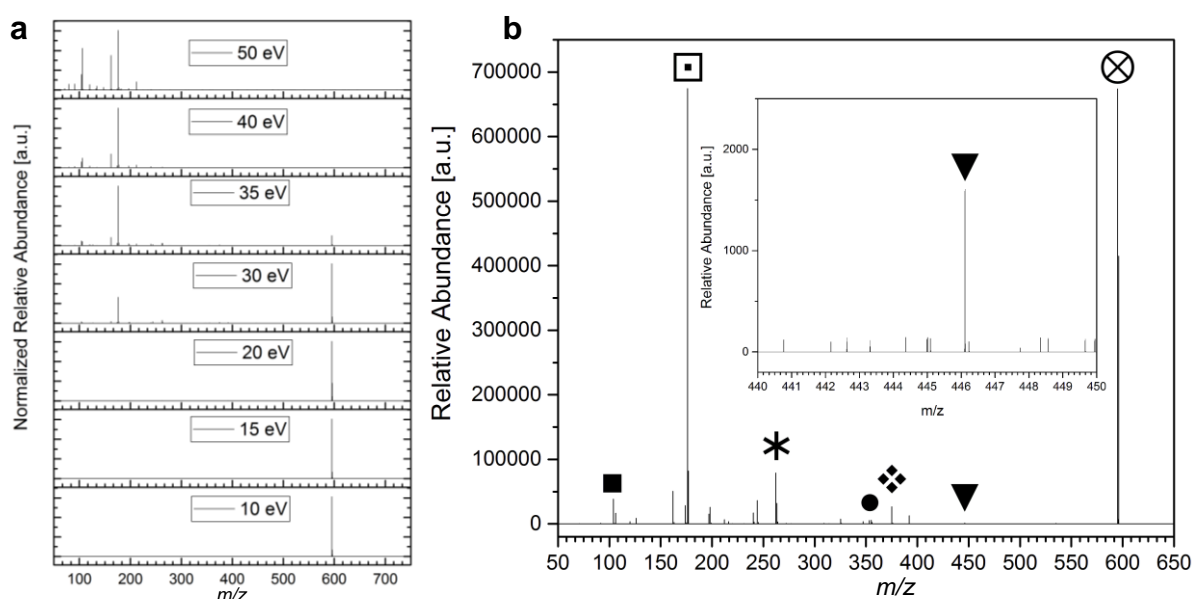 a
50 eV
40 eV
35 eV
30 eV
20 eV
15 eV
10 eV
Normalized Relative Abundance [a.u.]
100 200 300 400 500 600 700
m/z
b
700000
600000
500000
400000
300000
200000
100000
0
Relative Abundance [a.u.]
50 100 150 200 250 300 350 400 450 500 550 600 650
m/z
2000
1000
0
Relative Abundance [a.u.]
440 441 442 443 444 445 446 447 448 449 450
m/z